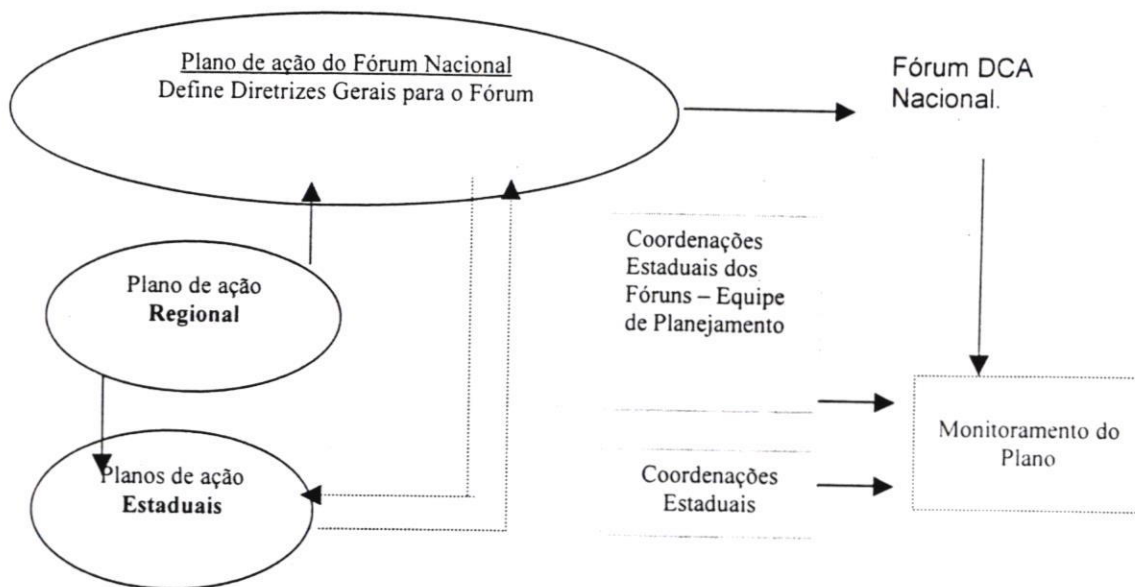 Plano de ação do Fórum Nacional
Define Diretrizes Gerais para o Fórum
Fórum DCA
Nacional.
Coordenações
Estaduais dos
Fóruns – Equipe
de Planejamento
Plano de ação
Regional
Monitoramento do
Plano
Planos de ação
Estaduais
Coordenações
Estaduais